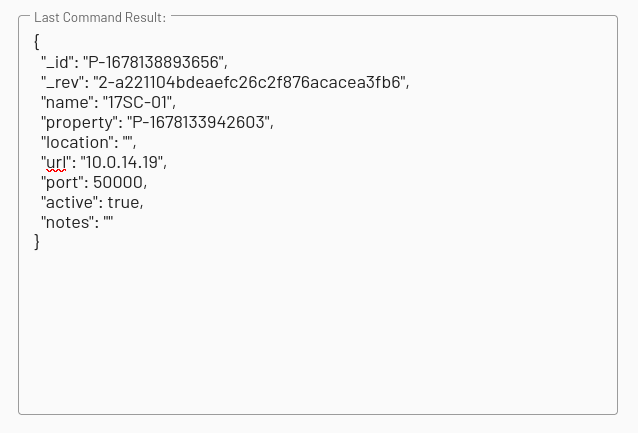 Last Command Result:
{
"_id": "P-1678138893656",
"_rev": "2-a221104bdeaefc26c2f876acacea3fb6",
"name": "17SC-01",
"property": "P-1678133942603",
"location": "",
"url": "10.0.14.19",
"port": 50000,
"active": true,
"notes": ""
}